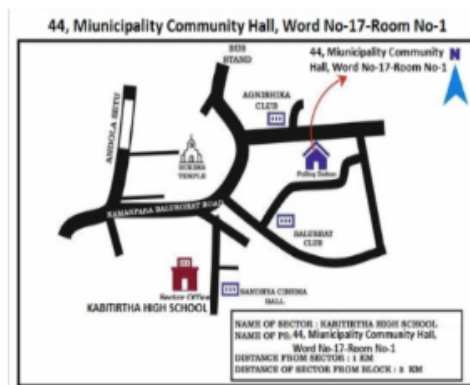 44, Miunicipality Community Hall, Word No-17-Room No-1
BUS
STAND
44, Miunicipality Community
Hall, Word No-17-Room No-1
N
AGNISHIKA
CLUB
ANDOLA SETU
TEMPLE
Polling Station
KAMARPARA BALURGHAT ROAD
BALURHAT
CLUB
Sector Office
KABITIRTHA HIGH SCHOOL
SANDHYA CINEMA
HALL
NAME OF SECTOR : KABITIRTHA HIGH SCHOOL
NAME OF PS: 44, Miunicipality Community Hall,
Word No-17-Room No-1
DISTANCE FROM SECTOR : 1 KM
DISTANCE OF SECTOR FROM BLOCK : 3 KM